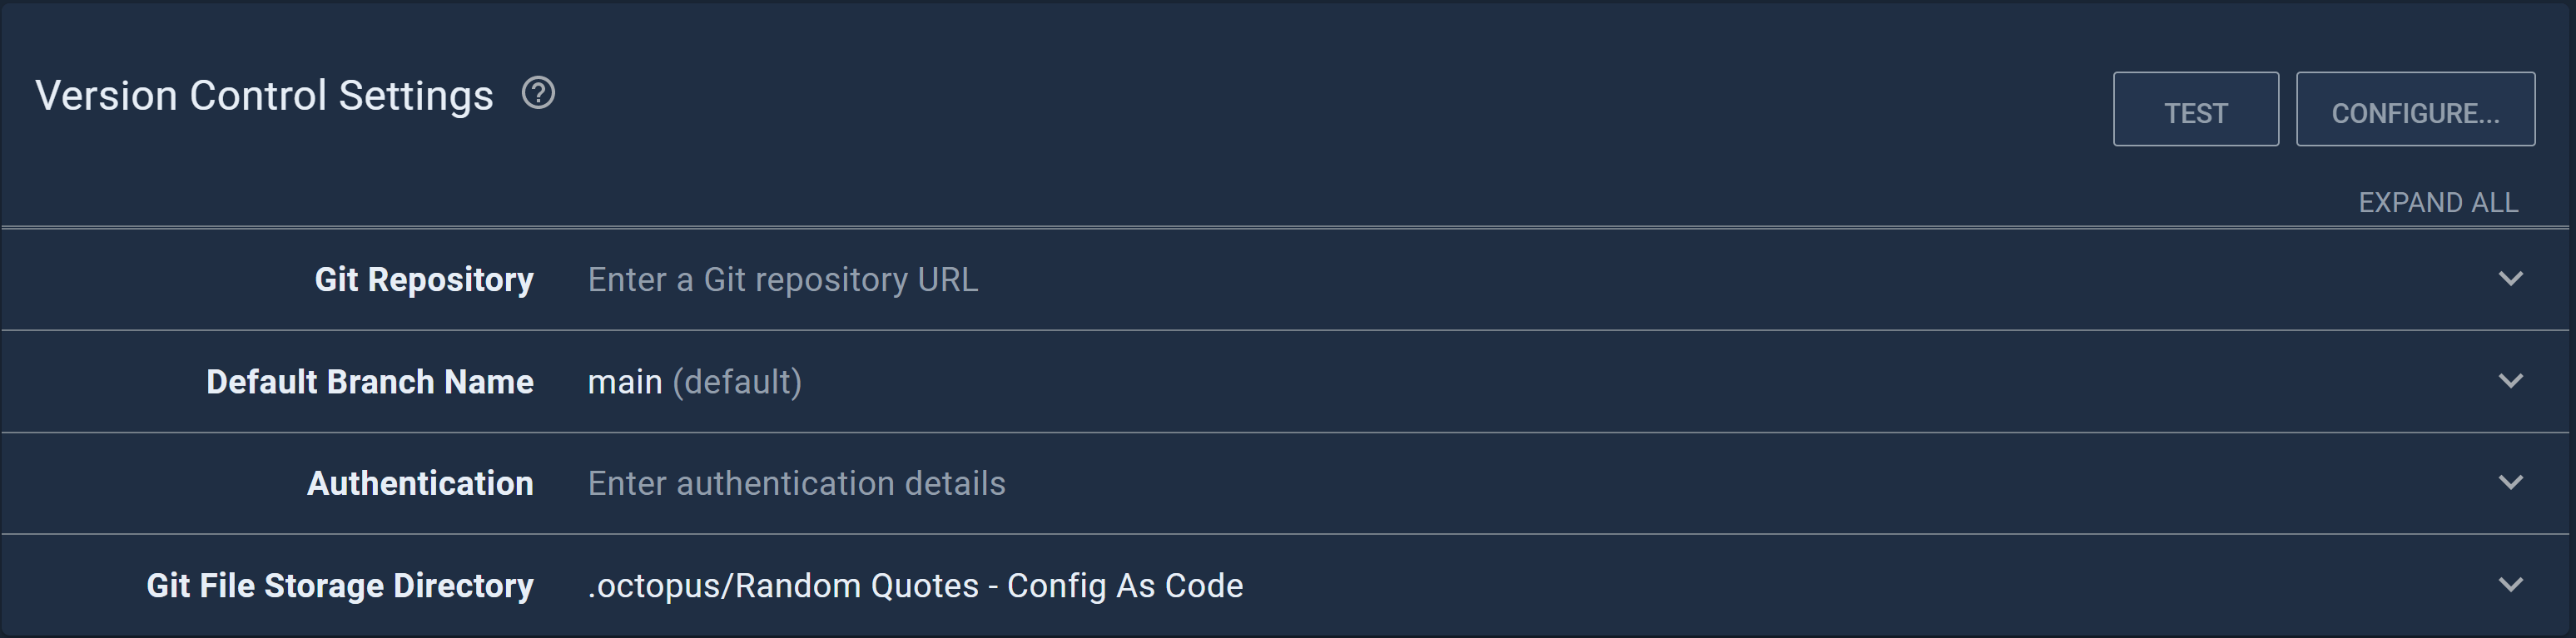 Version Control Settings
TEST
CONFIGURE...
EXPAND ALL
Git Repository Enter a Git repository URL
Default Branch Name main (default)
Authentication Enter authentication details
Git File Storage Directory .octopus/Random Quotes - Config As Code